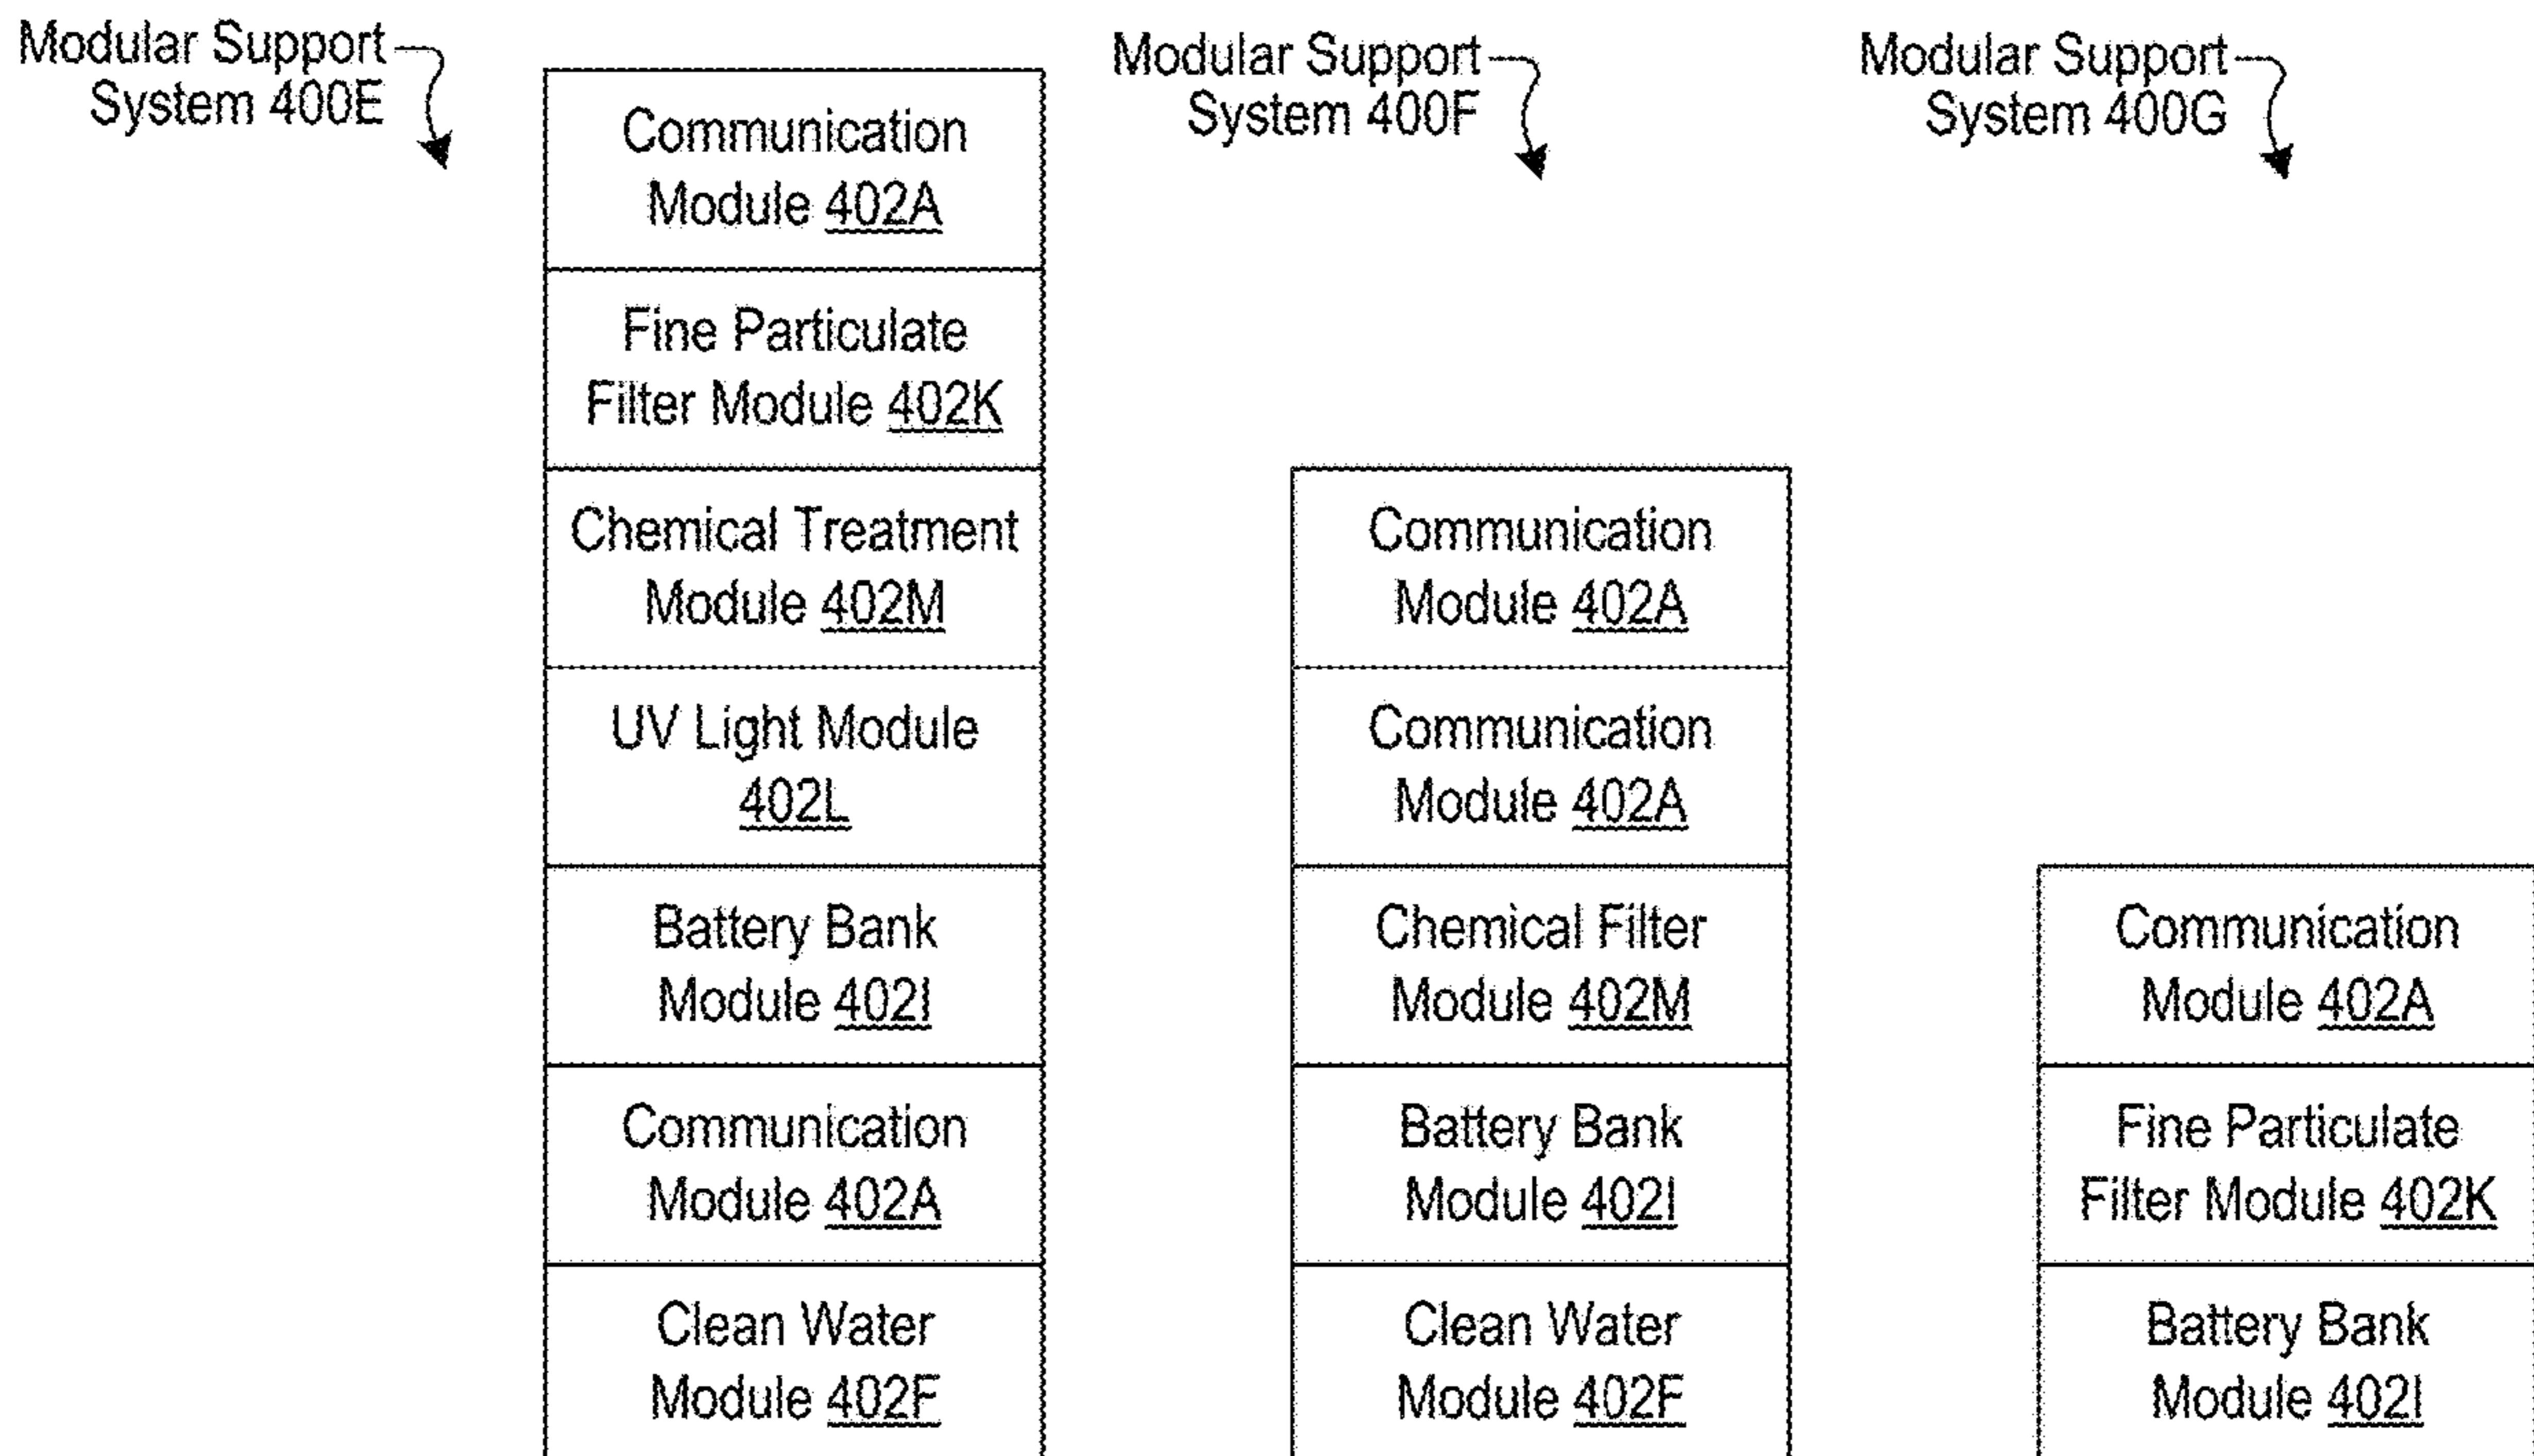 Modular Support
System 400E
Communication
Module 402A
Fine Particulate
Filter Module 402K
Chemical Treatment
Module 402M
UV Light Module
402L
Battery Bank
Module 402I
Communication
Module 402A
Clean Water
Module 402F
Modular Support
System 400F
Communication
Module 402A
Communication
Module 402A
Chemical Filter
Module 402M
Battery Bank
Module 402I
Clean Water
Module 402F
Modular Support
System 400G
Communication
Module 402A
Fine Particulate
Filter Module 402K
Battery Bank
Module 402I